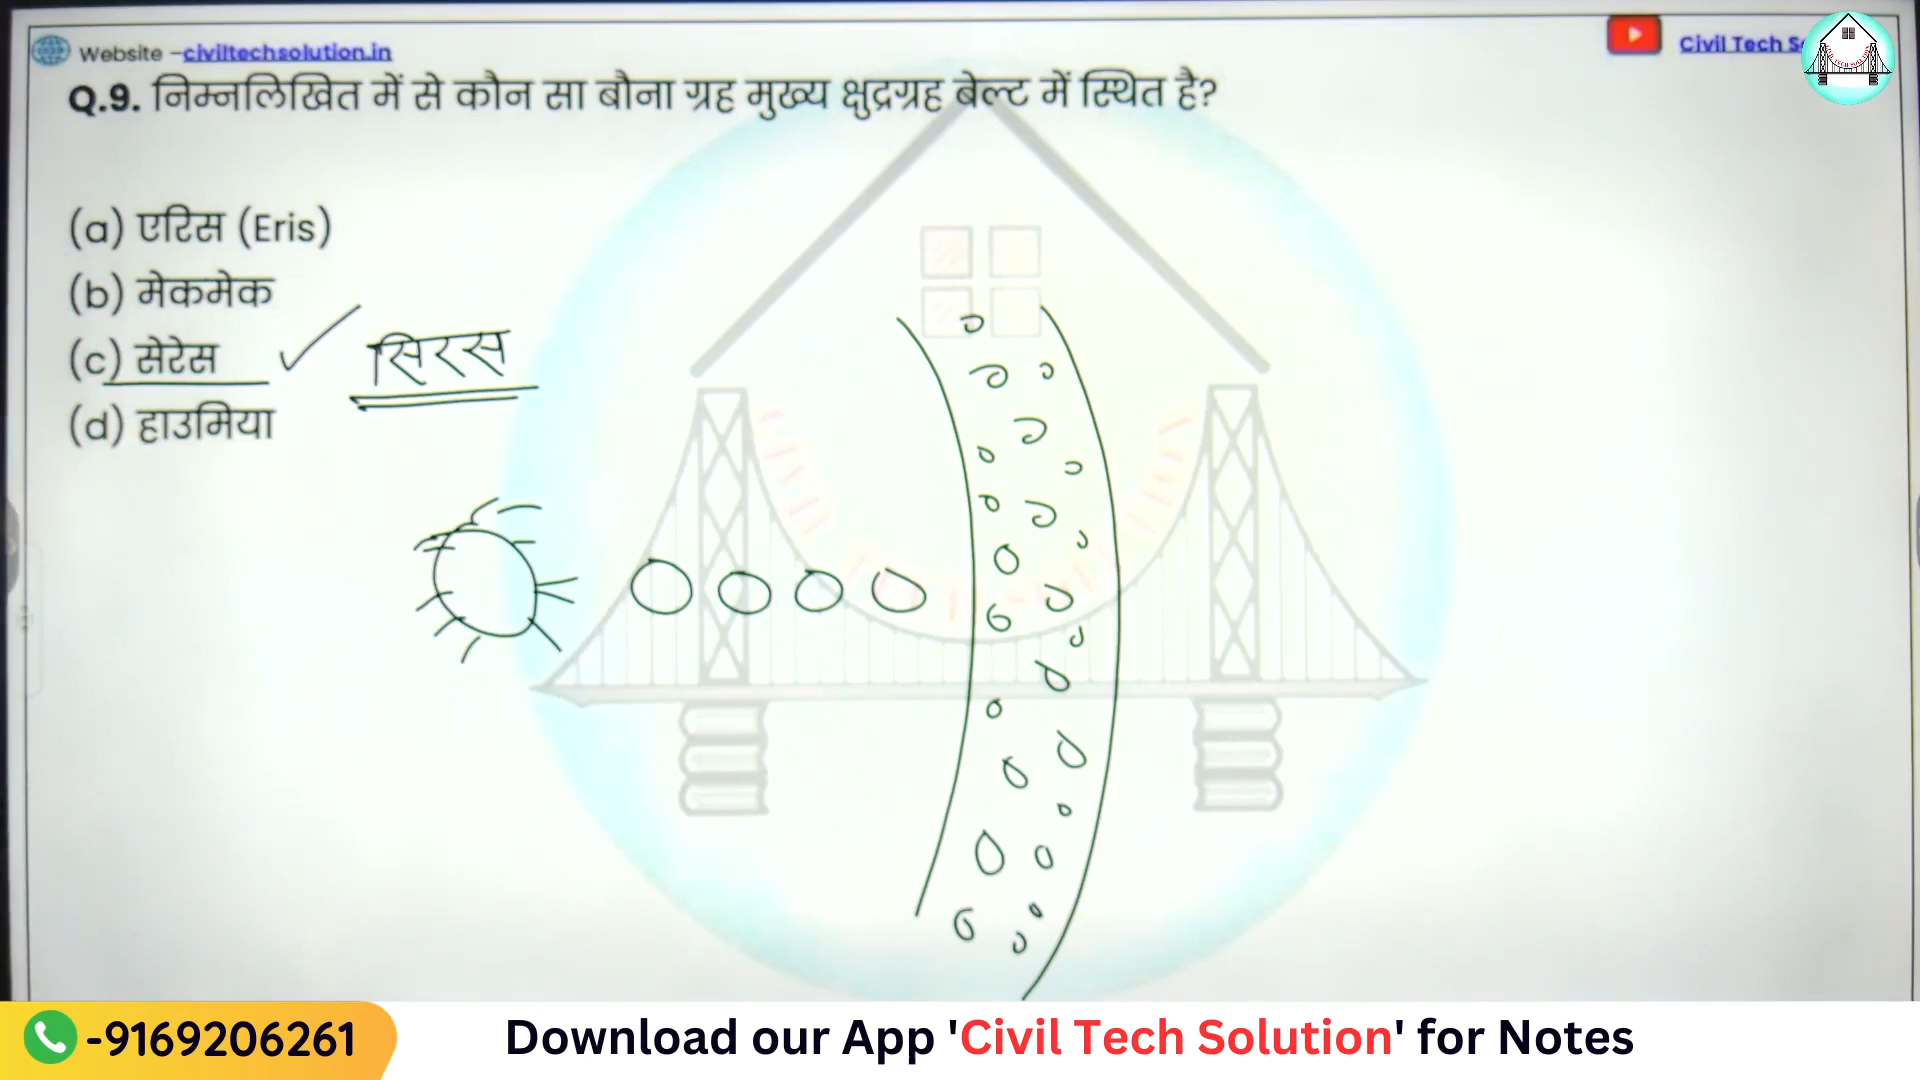 Website –civiltechsolution.in
Civil Tech S
Q.9. निम्नलिखित में से कौन सा बौना ग्रह मुख्य क्षुद्रग्रह बेल्ट में स्थित है?
(a) एरिस (Eris)
(b) मेकमेक
(c) सेरेस
सिरस
(d) हाउमिया
-9169206261
Download our App 'Civil Tech Solution' for Notes